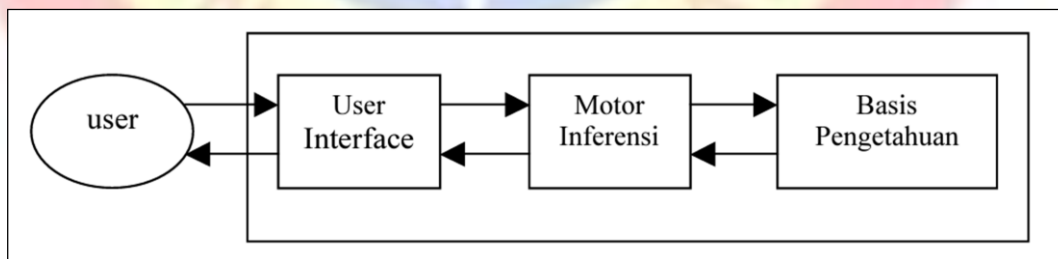 user
User
Interface
Motor
Inferensi
Basis
Pengetahuan